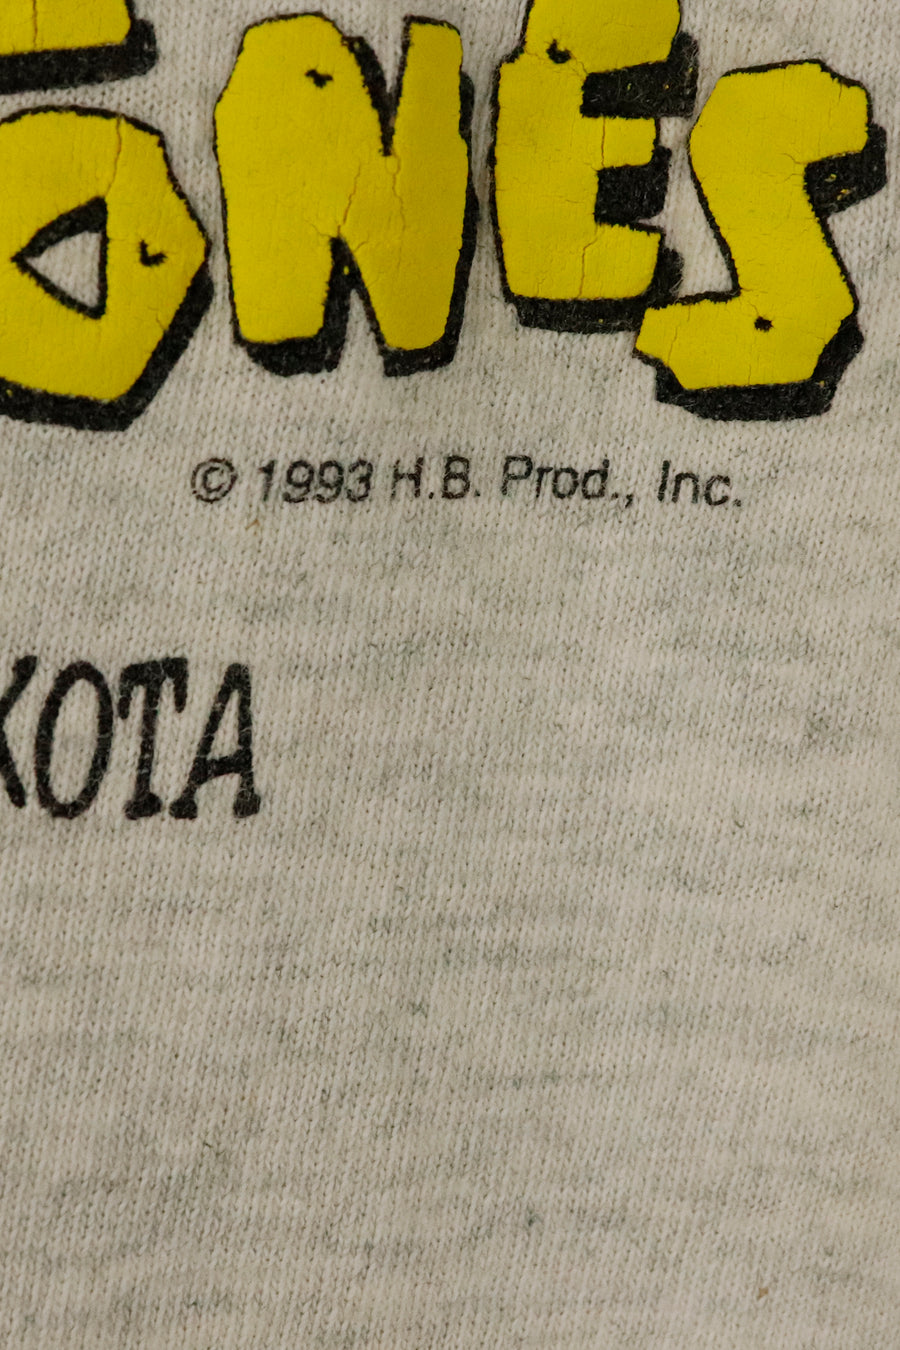 ONES
© 1993 H.B. Prod., Inc.
KOTA